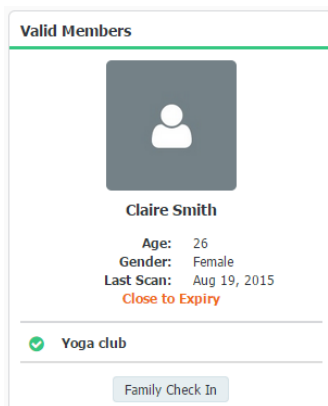 Valid Members
Claire Smith
Age: 26
Gender: Female
Last Scan: Aug 19, 2015
Close to Expiry
Yoga club
Family Check In